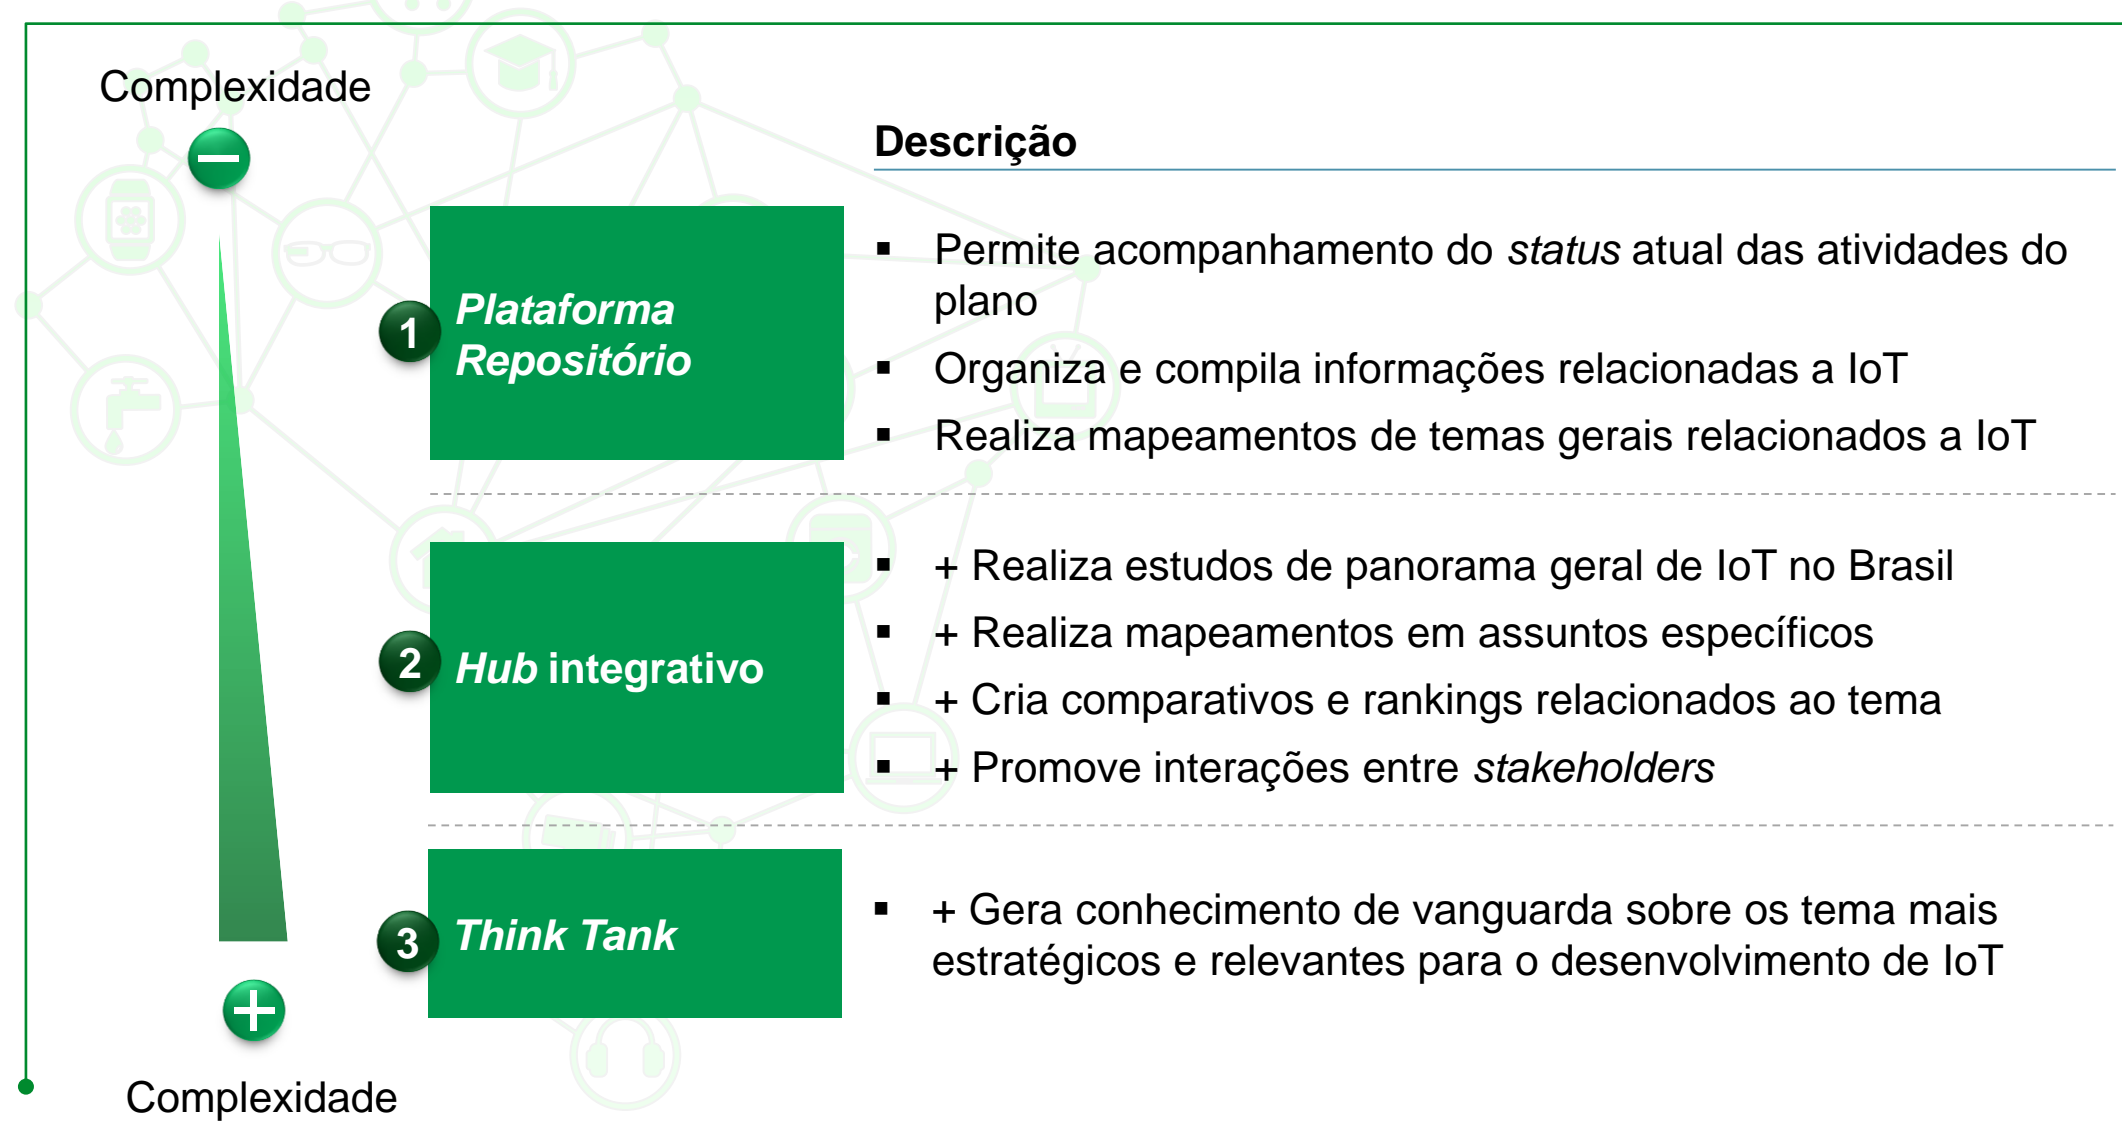 Complexidade
Descrição
1
Plataforma
Repositório
▪ Permite acompanhamento do status atual das atividades do
plano
▪ Organiza e compila informações relacionadas a IoT
▪ Realiza mapeamentos de temas gerais relacionados a IoT
2
Hub integrativo
▪ + Realiza estudos de panorama geral de IoT no Brasil
▪ + Realiza mapeamentos em assuntos específicos
▪ + Cria comparativos e rankings relacionados ao tema
▪ + Promove interações entre stakeholders
3
Think Tank
▪ + Gera conhecimento de vanguarda sobre os tema mais
estratégicos e relevantes para o desenvolvimento de IoT
Complexidade